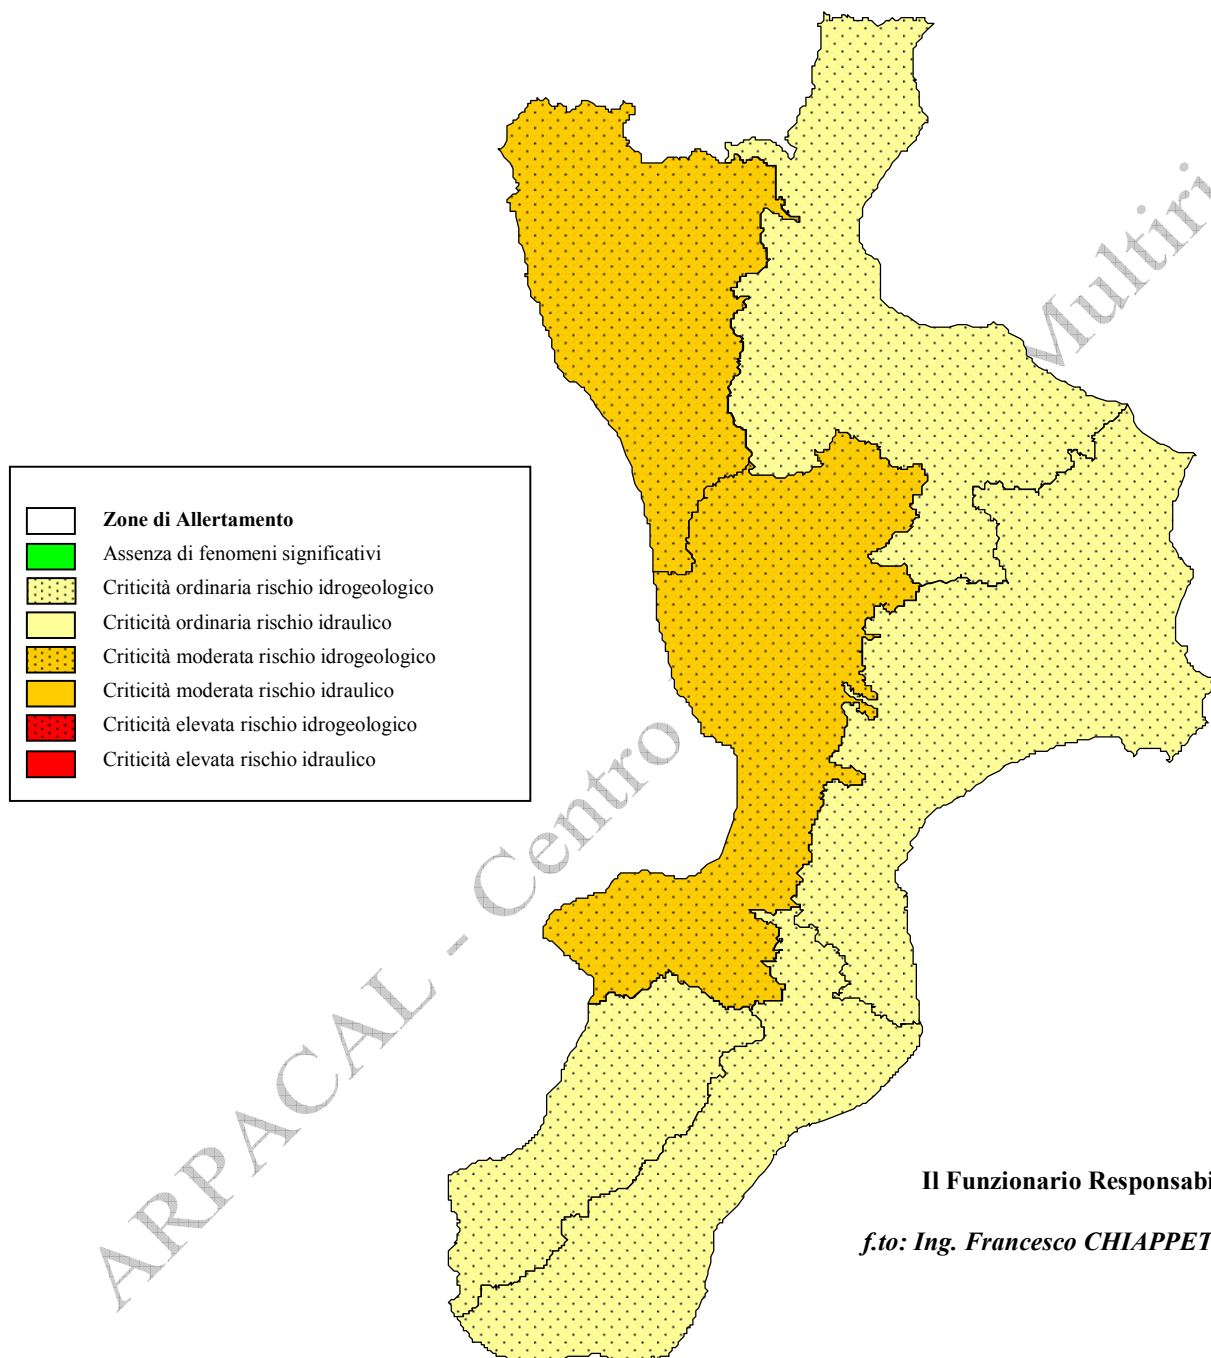 Zone di Allertamento
Assenza di fenomeni significativi
Criticità ordinaria rischio idrogeologico
Criticità ordinaria rischio idraulico
Criticità moderata rischio idrogeologico
Criticità moderata rischio idraulico
Criticità elevata rischio idrogeologico
Criticità elevata rischio idraulico
ARPACAL - Centro Multiri
Il Funzionario Responsabi
f.to: Ing. Francesco CHIAPPET